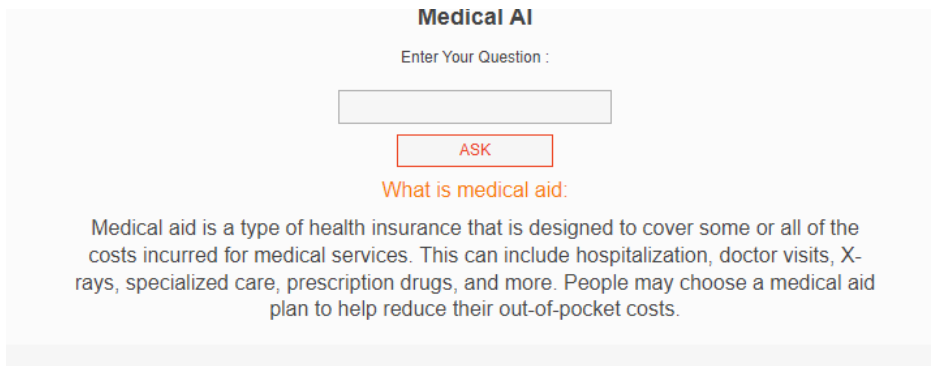 Medical AI
Enter Your Question :
ASK
What is medical aid:
Medical aid is a type of health insurance that is designed to cover some or all of the
costs incurred for medical services. This can include hospitalization, doctor visits, X-
rays, specialized care, prescription drugs, and more. People may choose a medical aid
plan to help reduce their out-of-pocket costs.